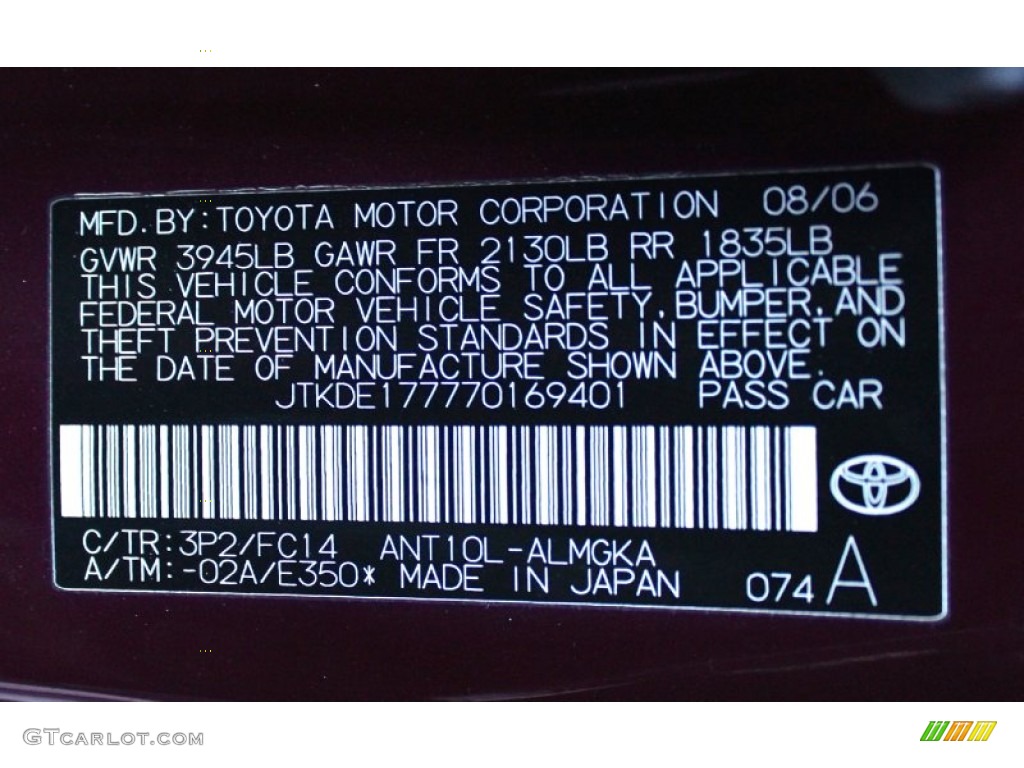 MFD.BY:TOYOTA MOTOR CORPORATION 08/06
GVWR 3945LB GAWR FR 2130LB RR 1835LB
THIS VEHICLE CONFORMS TO ALL APPLICABLE
FEDERAL MOTOR VEHICLE SAFETY,BUMPER,AND
THEFT PREVENTION STANDARDS IN EFFECT ON
THE DATE OF MANUFACTURE SHOWN ABOVE.
JTKDE177770169401 PASS CAR
C/TR:3P2/FC14 ANT10L-ALMGKA
A/TM:-02A/E350* MADE IN JAPAN 074 A
GTCARLOT.COM